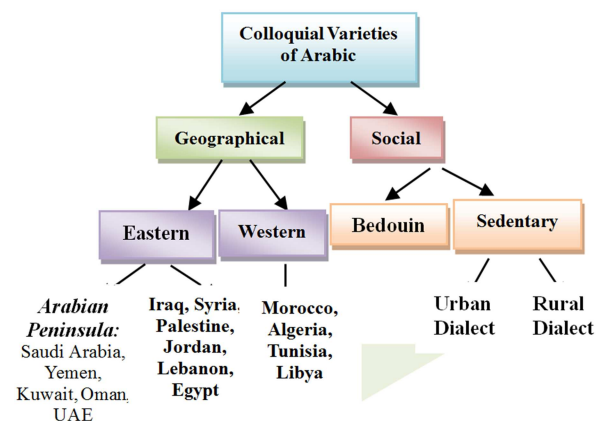 Colloquial Varieties
of Arabic
Geographical
Social
Eastern
Western
Bedouin
Sedentary
Arabian
Peninsula:
Saudi Arabia,
Yemen,
Kuwait, Oman,
UAE
Iraq, Syria,
Palestine,
Jordan,
Lebanon,
Egypt
Morocco,
Algeria,
Tunisia,
Libya
Urban
Dialect
Rural
Dialect